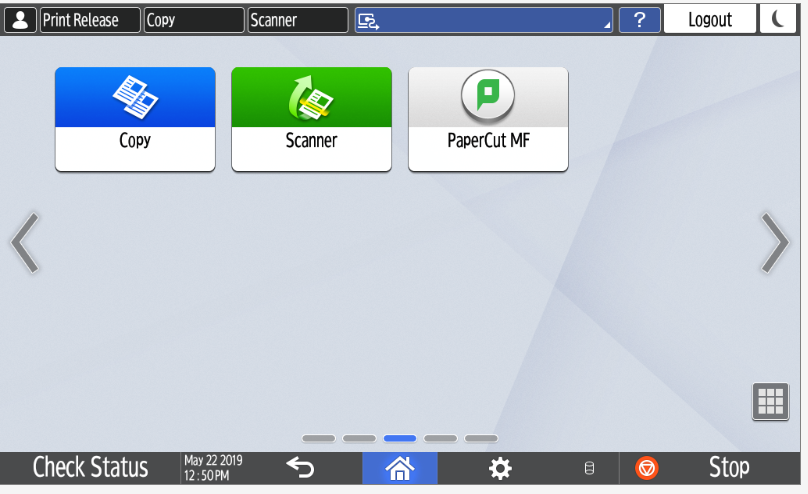 Print Release
Copy
Scanner
?
Logout
Copy
Scanner
PaperCut MF
Check Status
May 22 2019
12:50PM
Stop